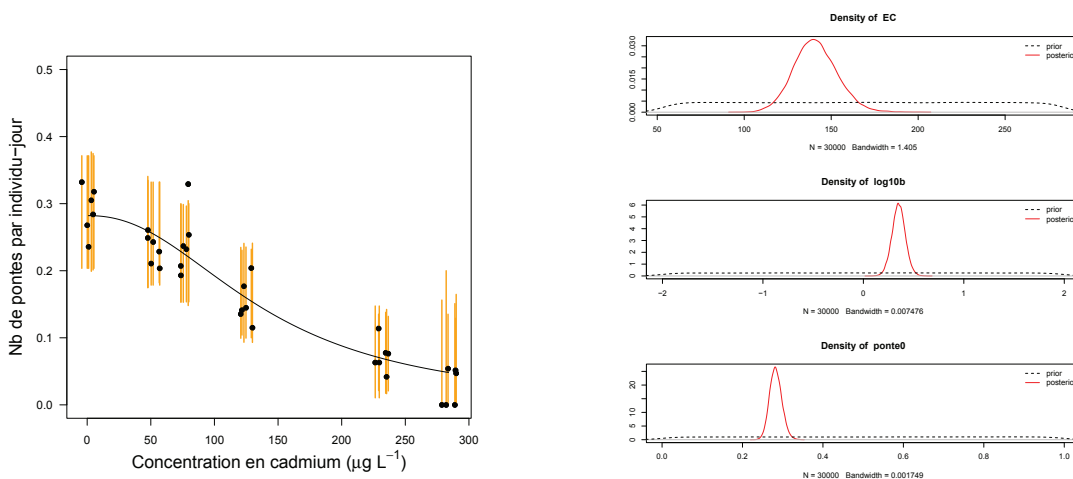 Nb de pontes par individu-jour
0.5
0.4
0.3
0.2
0.1
0.0
0 50 100 150 200 250 300
Concentration en cadmium (µg L⁻¹)
Density of EC
0.030
0.015
0.000
prior
posterio
50 100 150 200 250
N = 30000 Bandwidth = 1.405
Density of log10b
6
5
4
3
2
1
0
prior
posterio
−2 −1 0 1 2
N = 30000 Bandwidth = 0.007476
Density of ponte0
20
10
5
0
prior
posterio
0.0 0.2 0.4 0.6 0.8 1.0
N = 30000 Bandwidth = 0.001749